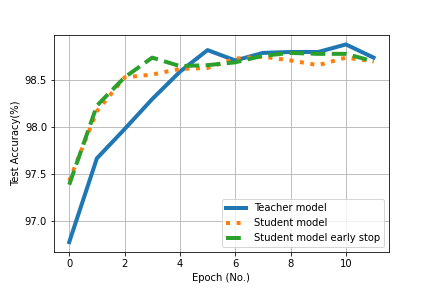 98.5
98.0
97.5
97.0
Test Accuracy(%)
Teacher model
Student model
Student model early stop
0 2 4 6 8 10
Epoch (No.)